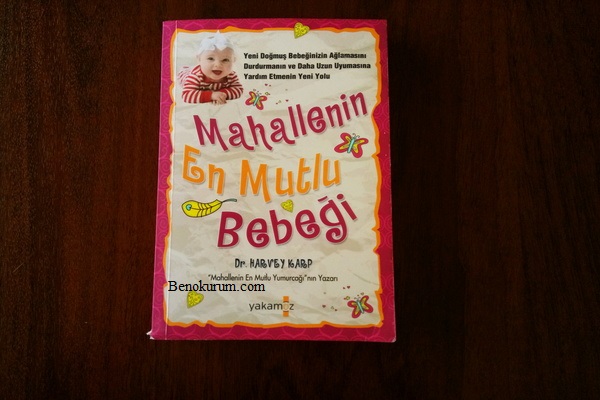 Yeni Doğmuş Bebeğinizin Ağlamasını
Durdurmanın ve Daha Uzun Uyumasına
Yardım Etmenin Yeni Yolu
Mahallenin
En Mutlu
Bebeği
Dr. HARVEY KARP
"Mahallenin En Mutlu Yumurcağı"nın Yazarı
Benokurum.com
yakamoz